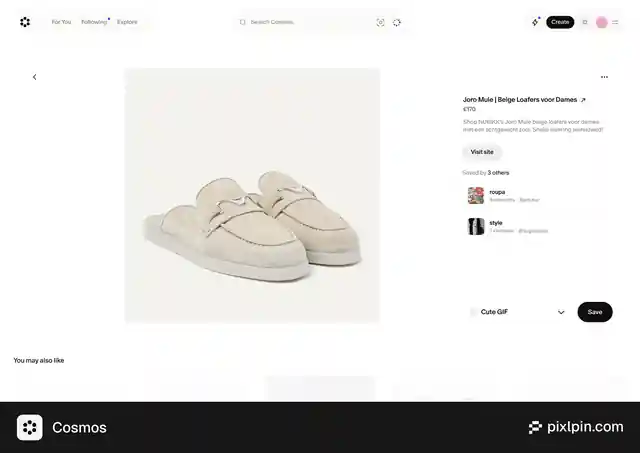 For You
Following
Explore
Search Cosmos
Create
Joro Mule | Beige Loafers voor Dames ↗
€170
Visit site
Saved by 3 others
roupa
style
Cute GIF
Save
You may also like
Cosmos
pixlpin.com